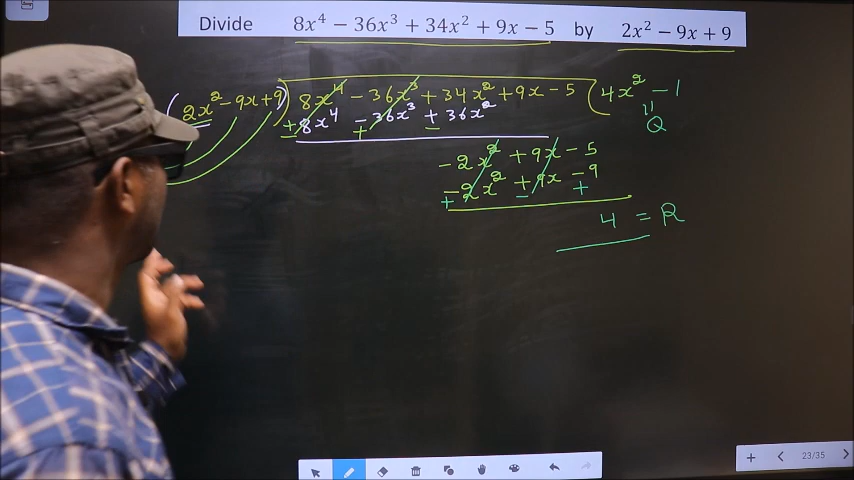 Divide 8x⁴ − 36x³ + 34x² + 9x − 5 by 2x² − 9x + 9
2x² − 9x + 9 ) 8x⁴ − 36x³ + 34x² + 9x − 5 ( 4x² − 1
8x⁴ − 36x³ + 36x²
− + −
Q
− 2x² + 9x − 5
− 2x² + 9x − 9
+ − +
4 = R
23/35